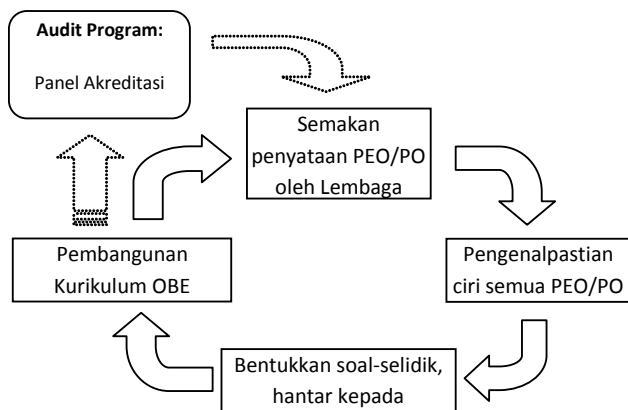 Audit Program:
Panel Akreditasi
Semakan
penyataan PEO/PO
oleh Lembaga
Pengenalpastian
ciri semua PEO/PO
Bentukkan soal-selidik,
hantar kepada
Pembangunan
Kurikulum OBE